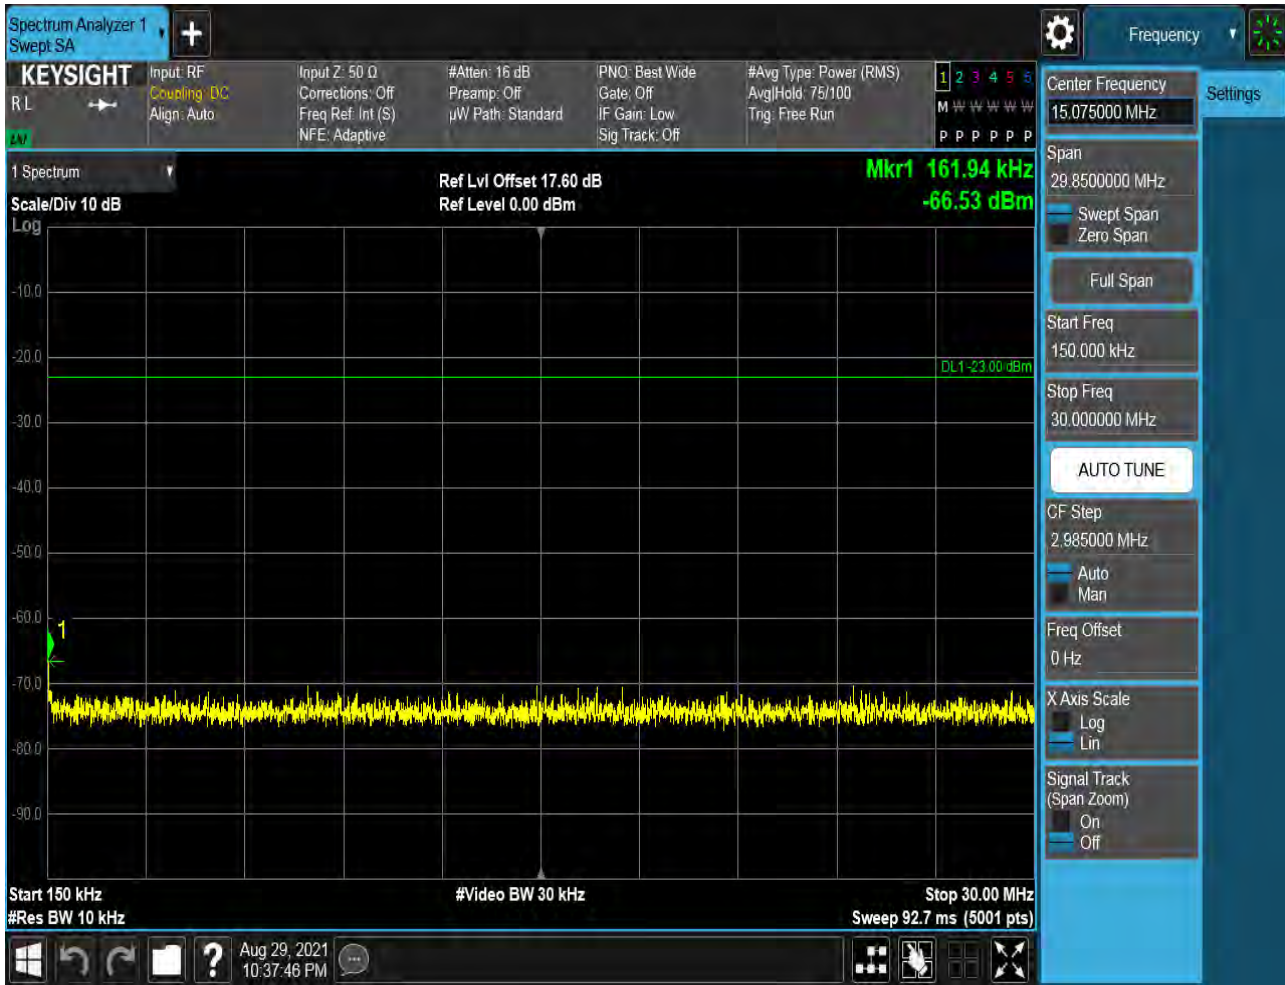 Spectrum Analyzer 1
Swept SA
Frequency
KEYSIGHT
R L
LNI
Input: RF
Coupling: DC
Align: Auto
Input Z: 50 Ω
Corrections: Off
Freq Ref: Int (S)
NFE: Adaptive
#Atten: 16 dB
Preamp: Off
µW Path: Standard
PNO: Best Wide
Gate: Off
IF Gain: Low
Sig Track: Off
#Avg Type: Power (RMS)
Avg|Hold: 75/100
Trig: Free Run
1 2 3 4 5 6
M W W W W W
P P P P P P
1 Spectrum
Scale/Div 10 dB
Log
Ref Lvl Offset 17.60 dB
Ref Level 0.00 dBm
Mkr1 161.94 kHz
-66.53 dBm
-10.0
-20.0
DL1 -23.00 dBm
-30.0
-40.0
-50.0
-60.0
1
-70.0
-80.0
-90.0
Start 150 kHz
#Res BW 10 kHz
#Video BW 30 kHz
Stop 30.00 MHz
Sweep 92.7 ms (5001 pts)
?
Aug 29, 2021
10:37:46 PM
Center Frequency
15.075000 MHz
Settings
Span
29.8500000 MHz
Swept Span
Zero Span
Full Span
Start Freq
150.000 kHz
Stop Freq
30.000000 MHz
AUTO TUNE
CF Step
2.985000 MHz
Auto
Man
Freq Offset
0 Hz
X Axis Scale
Log
Lin
Signal Track
(Span Zoom)
On
Off